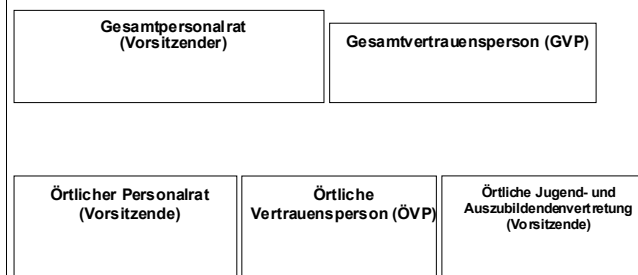 Gesamtpersonalrat
(Vorsitzender)
Gesamtvertrauensperson (GVP)
Örtlicher Personalrat
(Vorsitzende)
Örtliche
Vertrauensperson (ÖVP)
Örtliche Jugend- und
Auszubildendenvertretung
(Vorsitzende)